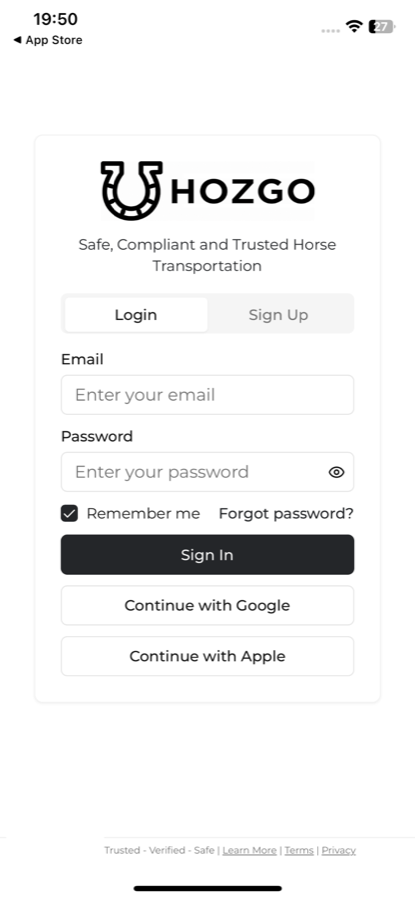 19:50
◀ App Store
27
HOZGO
Safe, Compliant and Trusted Horse
Transportation
Login
Sign Up
Email
Enter your email
Password
Enter your password
Remember me
Forgot password?
Sign In
Continue with Google
Continue with Apple
Trusted - Verified - Safe | Learn More | Terms | Privacy